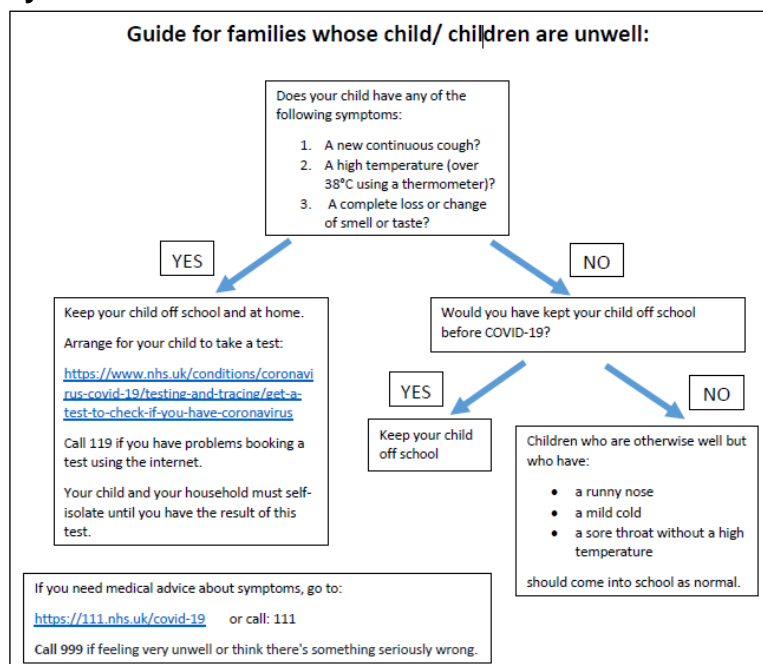 Guide for families whose child/ children are unwell:
Does your child have any of the
following symptoms:
1. A new continuous cough?
2. A high temperature (over
38°C using a thermometer)?
3. A complete loss or change
of smell or taste?
YES
NO
Keep your child off school and at home.
Arrange for your child to take a test:
https://www.nhs.uk/conditions/coronavi
rus-covid-19/testing-and-tracing/get-a-
test-to-check-if-you-have-coronavirus
Call 119 if you have problems booking a
test using the internet.
Your child and your household must self-
isolate until you have the result of this
test.
Would you have kept your child off school
before COVID-19?
YES
NO
Keep your child
off school
Children who are otherwise well but
who have:
• a runny nose
• a mild cold
• a sore throat without a high
temperature
should come into school as normal.
If you need medical advice about symptoms, go to:
https://111.nhs.uk/covid-19 or call: 111
Call 999 if feeling very unwell or think there's something seriously wrong.